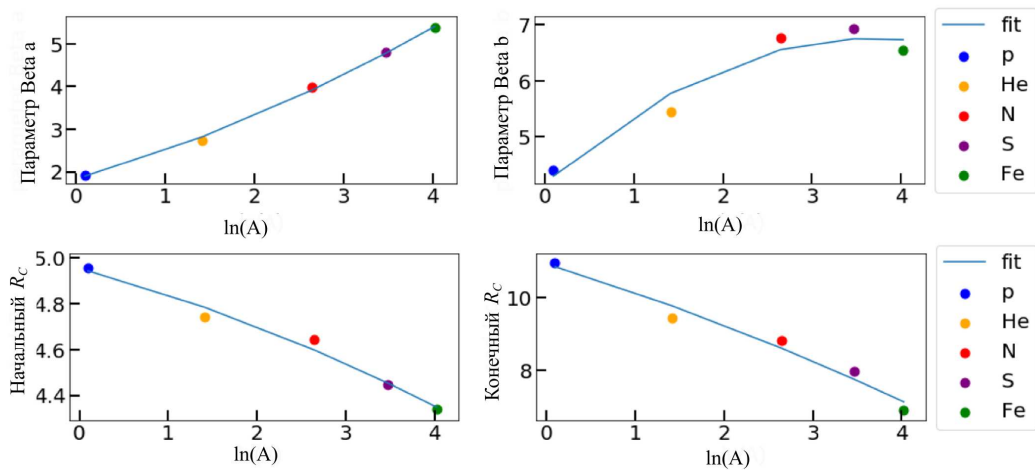 Параметр Beta a
5
4
3
2
0 1 2 3 4
ln(A)
Параметр Beta b
7
6
5
0 1 2 3 4
ln(A)
fit
p
He
N
S
Fe
Начальный R_C
5.0
4.8
4.6
4.4
0 1 2 3 4
ln(A)
Конечный R_C
10
8
0 1 2 3 4
ln(A)
fit
p
He
N
S
Fe